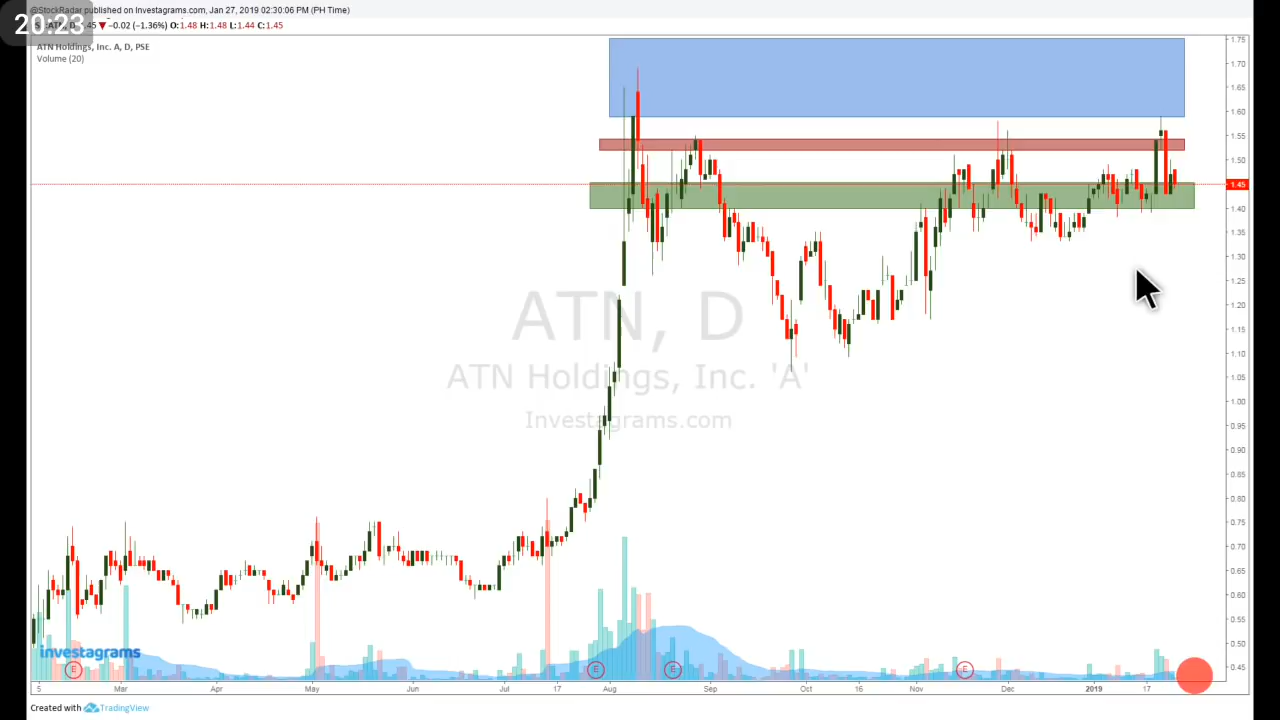 @StockRadar published on Investagrams.com, Jan 27, 2019 02:30:06 PM (PH Time)
20:23
ATN, D 1.45 ▼ −0.02 (−1.36%) O:1.48 H:1.48 L:1.44 C:1.45
ATN Holdings, Inc. A, D, PSE
Volume (20)
1.75
1.70
1.65
1.60
1.55
1.50
1.45
1.40
1.35
1.30
1.25
1.20
1.15
1.10
1.05
1.00
0.95
0.90
0.85
0.80
0.75
0.70
0.65
0.60
0.55
0.50
0.45
ATN, D
ATN Holdings, Inc. 'A'
Investagrams.com
investagrams
E E E E
5 Mar Apr May Jun Jul 17 Aug Sep Oct 16 Nov Dec 2019 17
Created with TradingView